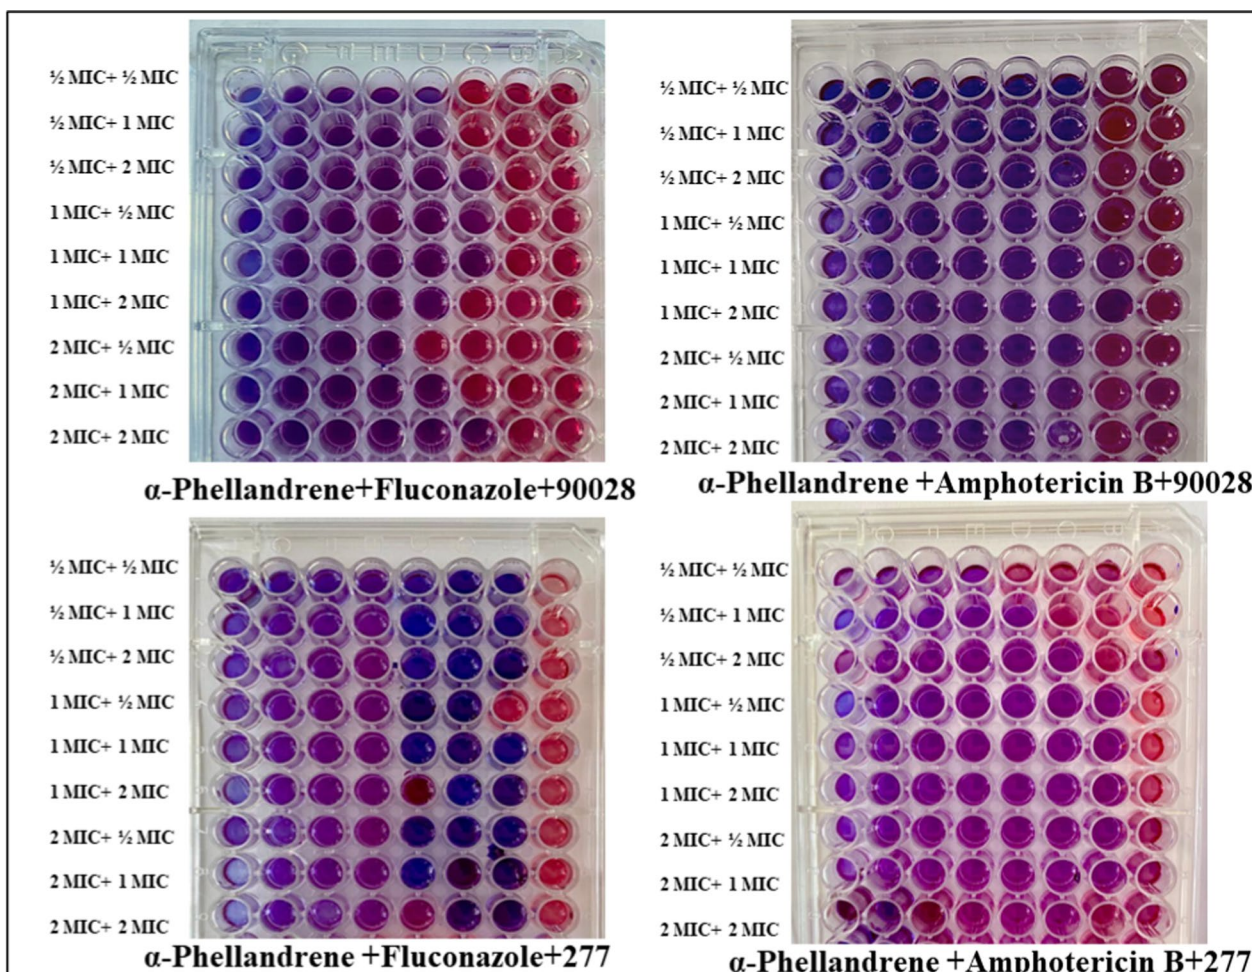 ½ MIC+ ½ MIC
½ MIC+ 1 MIC
½ MIC+ 2 MIC
1 MIC+ ½ MIC
1 MIC+ 1 MIC
1 MIC+ 2 MIC
2 MIC+ ½ MIC
2 MIC+ 1 MIC
2 MIC+ 2 MIC
α-Phellandrene+Fluconazole+90028
½ MIC+ ½ MIC
½ MIC+ 1 MIC
½ MIC+ 2 MIC
1 MIC+ ½ MIC
1 MIC+ 1 MIC
1 MIC+ 2 MIC
2 MIC+ ½ MIC
2 MIC+ 1 MIC
2 MIC+ 2 MIC
α-Phellandrene +Amphotericin B+90028
½ MIC+ ½ MIC
½ MIC+ 1 MIC
½ MIC+ 2 MIC
1 MIC+ ½ MIC
1 MIC+ 1 MIC
1 MIC+ 2 MIC
2 MIC+ ½ MIC
2 MIC+ 1 MIC
2 MIC+ 2 MIC
α-Phellandrene +Fluconazole+277
½ MIC+ ½ MIC
½ MIC+ 1 MIC
½ MIC+ 2 MIC
1 MIC+ ½ MIC
1 MIC+ 1 MIC
1 MIC+ 2 MIC
2 MIC+ ½ MIC
2 MIC+ 1 MIC
2 MIC+ 2 MIC
α-Phellandrene +Amphotericin B+277